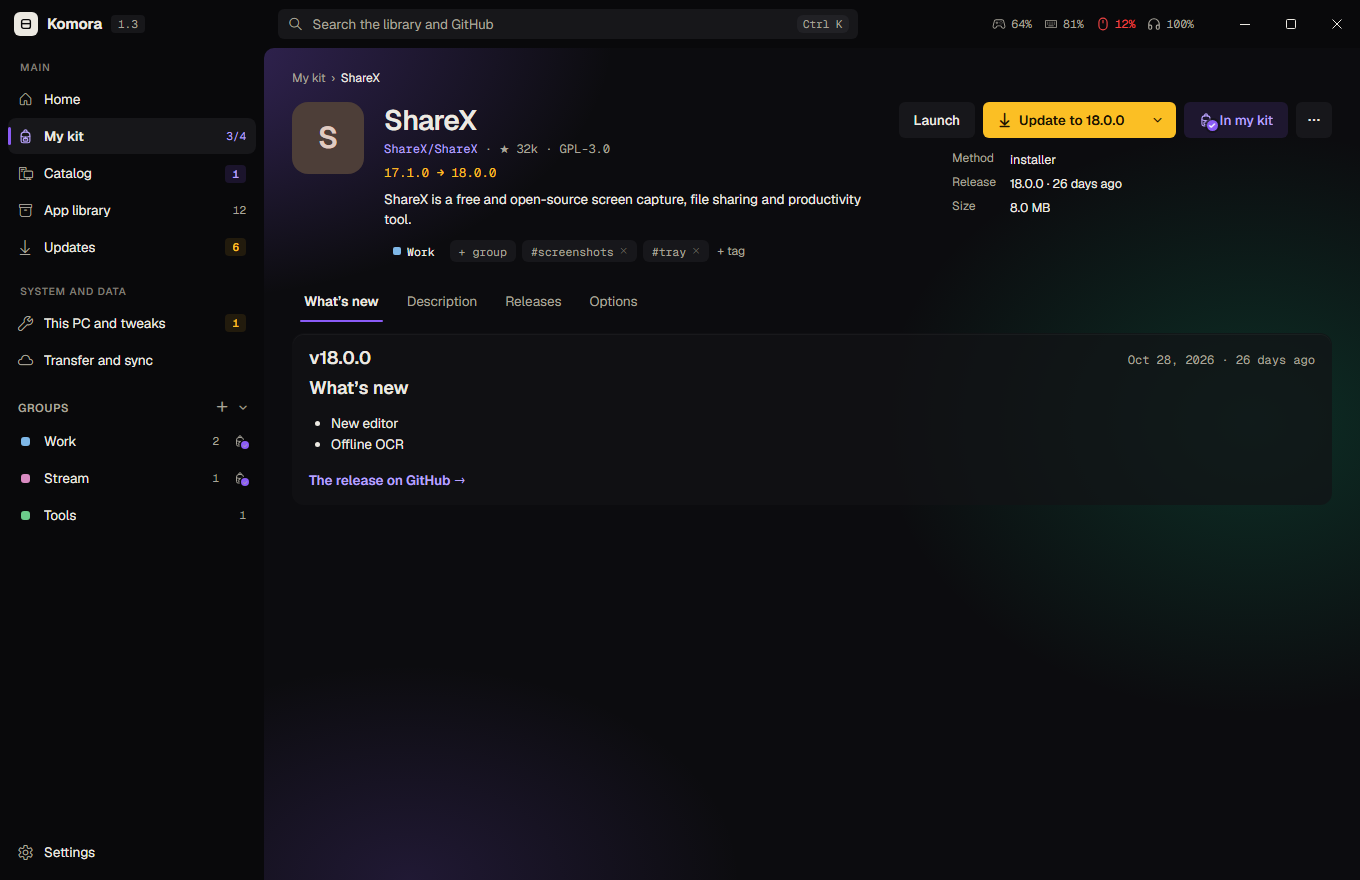 Komora 1.3
Search the library and GitHub Ctrl K
64% 81% 12% 100%
MAIN
Home
My kit 3/4
Catalog 1
App library 12
Updates 6
SYSTEM AND DATA
This PC and tweaks 1
Transfer and sync
GROUPS
Work 2
Stream 1
Tools 1
Settings
My kit › ShareX
S
ShareX
ShareX/ShareX · ★ 32k · GPL-3.0
17.1.0 → 18.0.0
ShareX is a free and open-source screen capture, file sharing and productivity
tool.
Work + group #screenshots × #tray × + tag
Launch Update to 18.0.0 In my kit ···
Method installer
Release 18.0.0 · 26 days ago
Size 8.0 MB
What's new Description Releases Options
v18.0.0 Oct 28, 2026 · 26 days ago
What's new
• New editor
• Offline OCR
The release on GitHub →